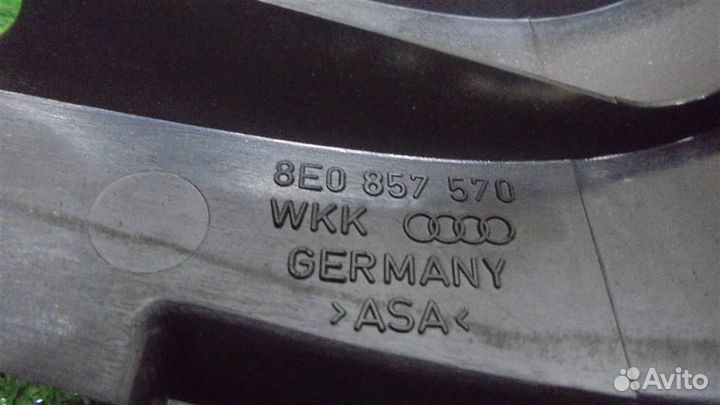 8E0 857 570
WKK
GERMANY
>ASA<
Avito